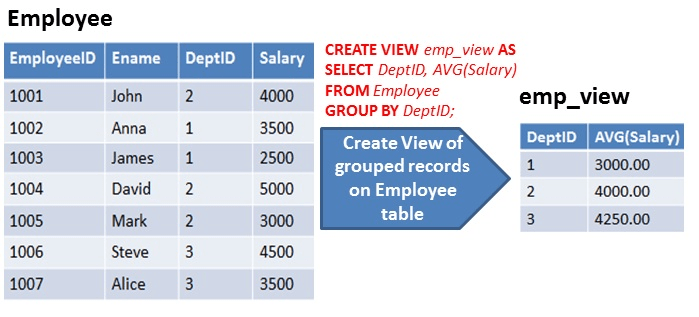 Employee
EmployeeID Ename DeptID Salary
1001 John 2 4000
1002 Anna 1 3500
1003 James 1 2500
1004 David 2 5000
1005 Mark 2 3000
1006 Steve 3 4500
1007 Alice 3 3500
CREATE VIEW emp_view AS
SELECT DeptID, AVG(Salary)
FROM Employee
GROUP BY DeptID;
Create View of
grouped records
on Employee
table
emp_view
DeptID AVG(Salary)
1 3000.00
2 4000.00
3 4250.00